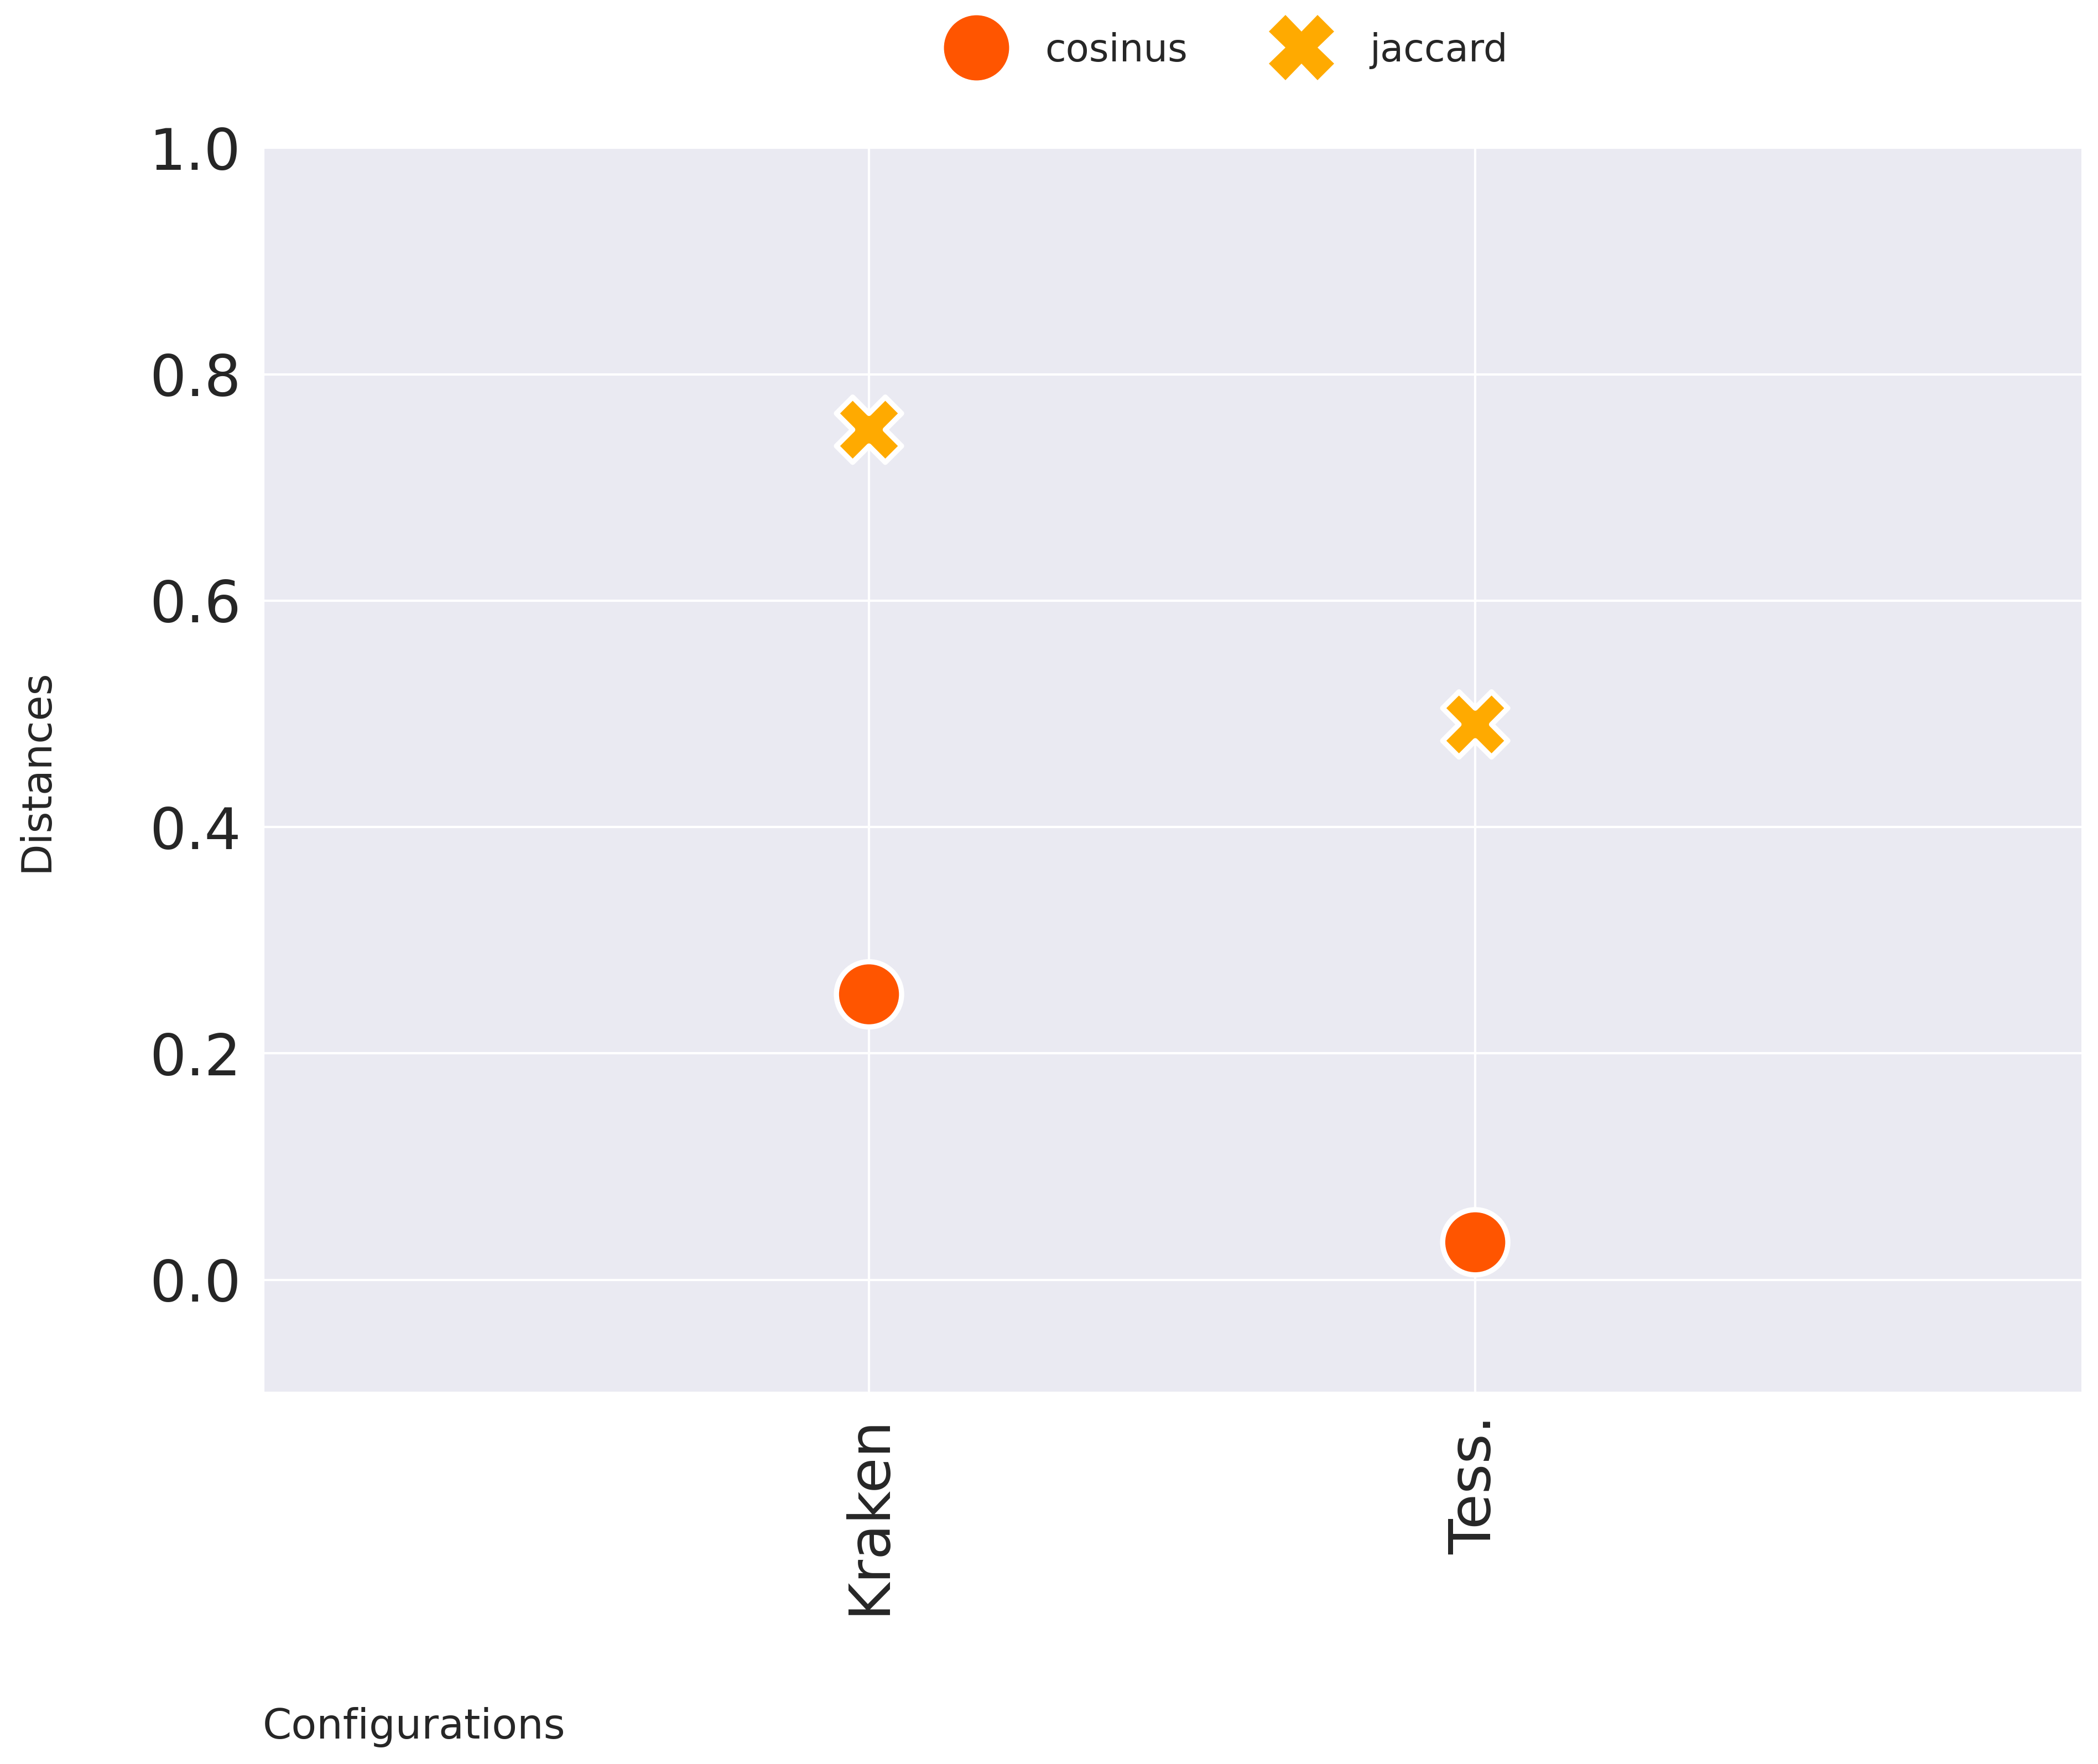 cosinus jaccard
1.0
0.8
0.6
0.4
0.2
0.0
Distances
Kraken
Tess.
Configurations